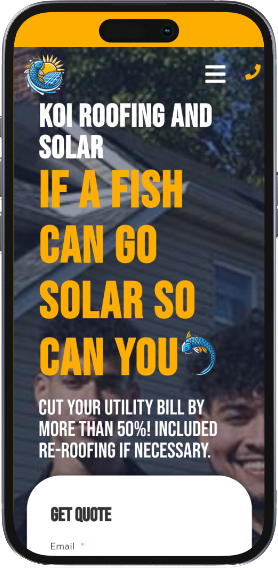 KOI ROOFING AND
SOLAR
IF A FISH
CAN GO
SOLAR SO
CAN YOU
CUT YOUR UTILITY BILL BY
MORE THAN 50%! INCLUDED
RE-ROOFING IF NECESSARY.
GET QUOTE
Email *